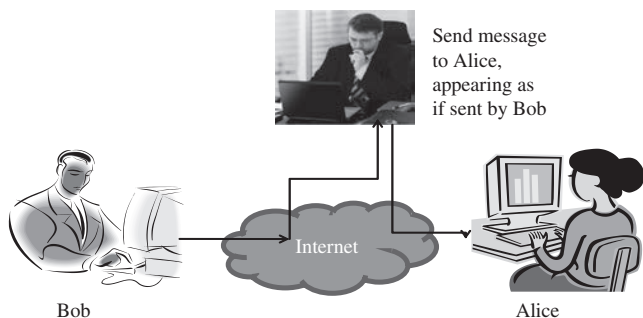 Send message
to Alice,
appearing as
if sent by Bob
Internet
Bob
Alice